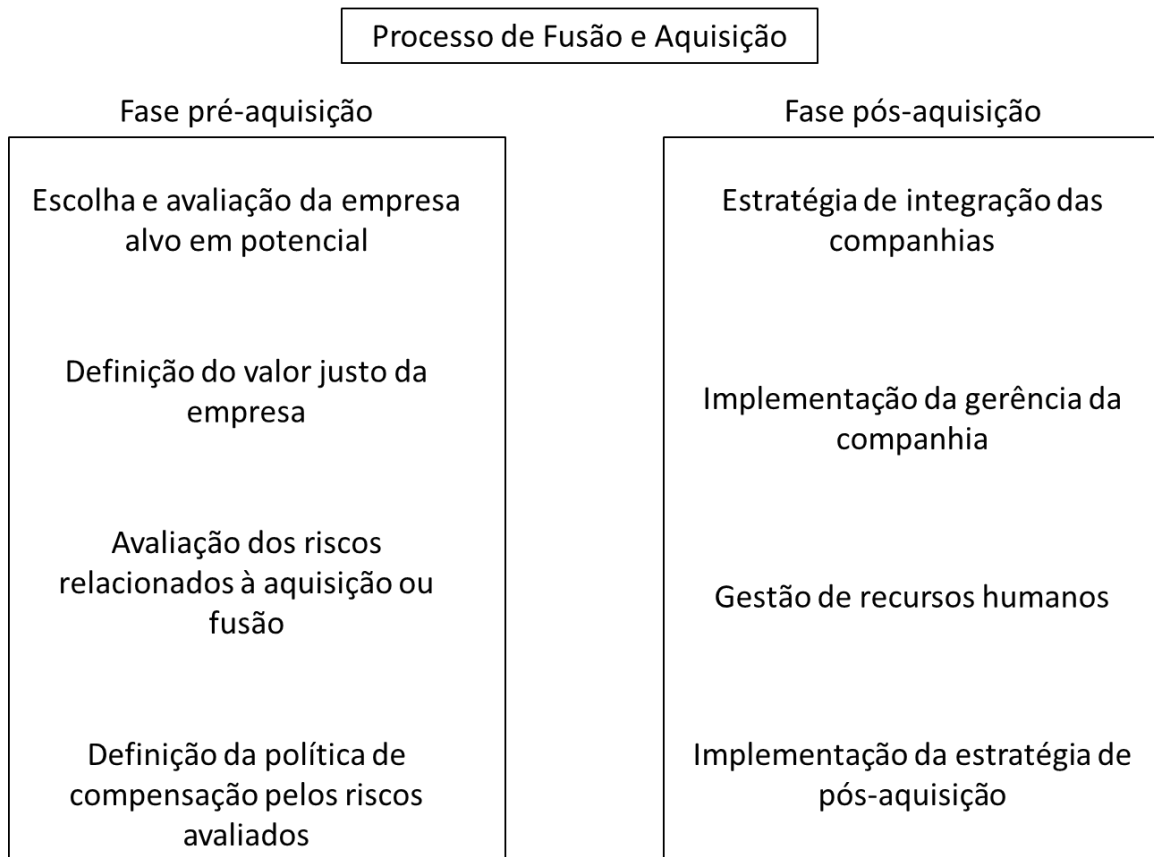 Processo de Fusão e Aquisição
Fase pré-aquisição
Escolha e avaliação da empresa
alvo em potencial
Definição do valor justo da
empresa
Avaliação dos riscos
relacionados à aquisição ou
fusão
Definição da política de
compensação pelos riscos
avaliados
Fase pós-aquisição
Estratégia de integração das
companhias
Implementação da gerência da
companhia
Gestão de recursos humanos
Implementação da estratégia de
pós-aquisição